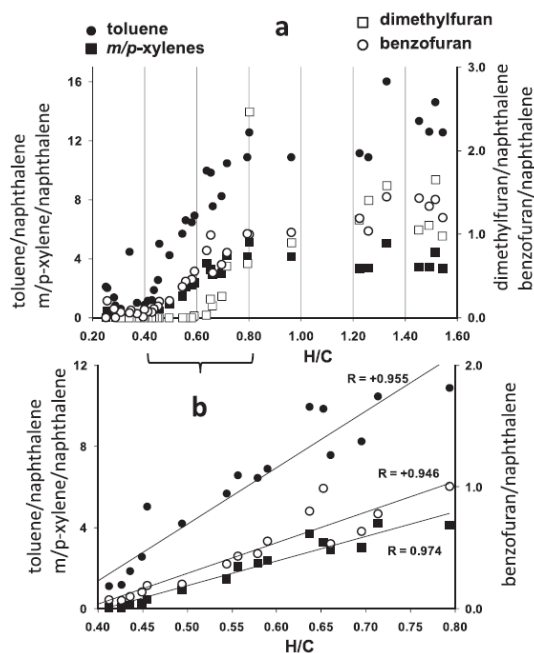 toluene
m/p-xylenes
a
dimethylfuran
benzofuran
toluene/naphthalene
m/p-xylene/naphthalene
16
12
8
4
0
3.0
2.0
1.0
0.0
dimethylfuran/naphthalene
benzofuran/naphthalene
0.20 0.40 0.60 0.80 1.00 1.20 1.40 1.60
H/C
b
toluene/naphthalene
m/p-xylene/naphthalene
12
8
4
0
R = +0.955
R = +0.946
R = 0.974
2.0
1.0
0.0
benzofuran/naphthalene
0.40 0.45 0.50 0.55 0.60 0.65 0.70 0.75 0.80
H/C